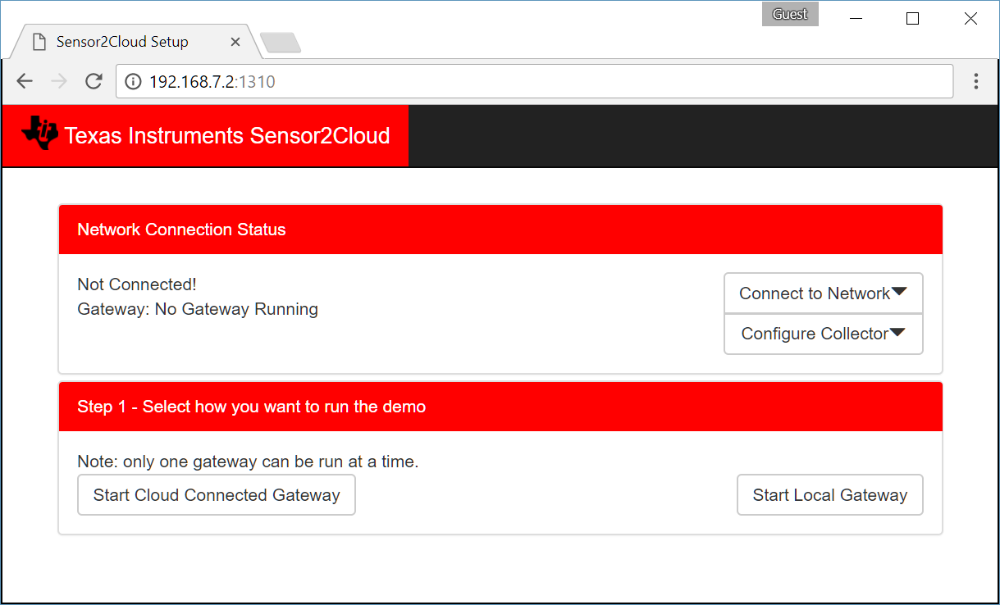 Guest
Sensor2Cloud Setup
192.168.7.2:1310
Texas Instruments Sensor2Cloud
Network Connection Status
Not Connected!
Connect to Network
Gateway: No Gateway Running
Configure Collector
Step 1 - Select how you want to run the demo
Note: only one gateway can be run at a time.
Start Cloud Connected Gateway
Start Local Gateway